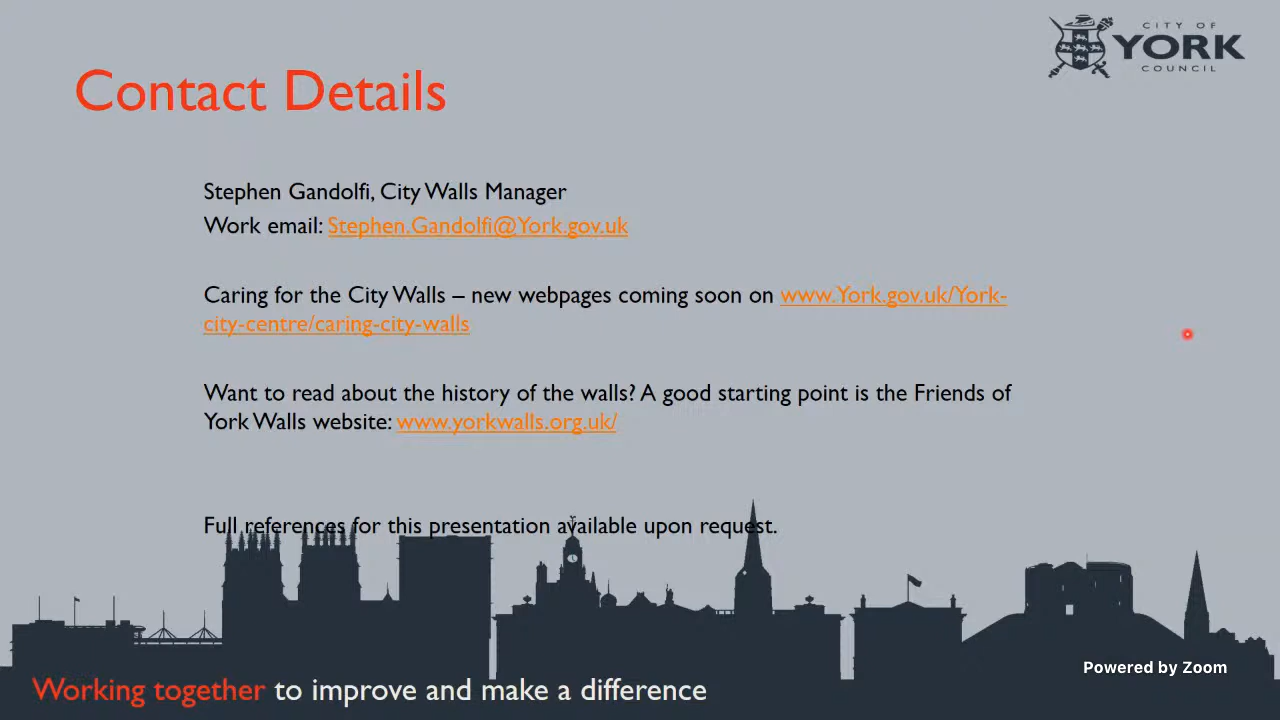 CITY OF
YORK
COUNCIL
Contact Details
Stephen Gandolfi, City Walls Manager
Work email: Stephen.Gandolfi@York.gov.uk
Caring for the City Walls – new webpages coming soon on www.York.gov.uk/York-
city-centre/caring-city-walls
Want to read about the history of the walls? A good starting point is the Friends of
York Walls website: www.yorkwalls.org.uk/
Full references for this presentation available upon request.
Powered by Zoom
Working together to improve and make a difference